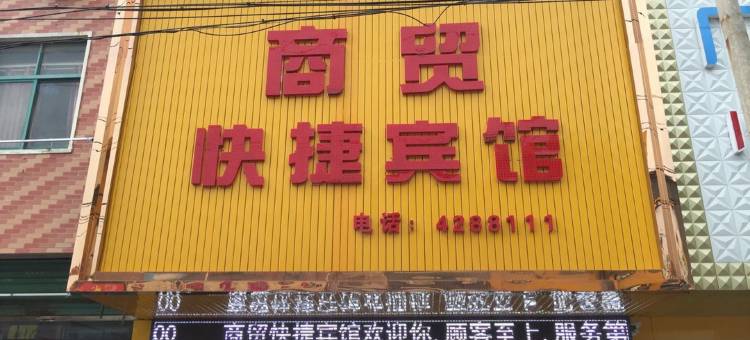 商贸
快捷宾馆
电话：4288111
00 商贸快捷宾馆欢迎你,顾客至上,服务第